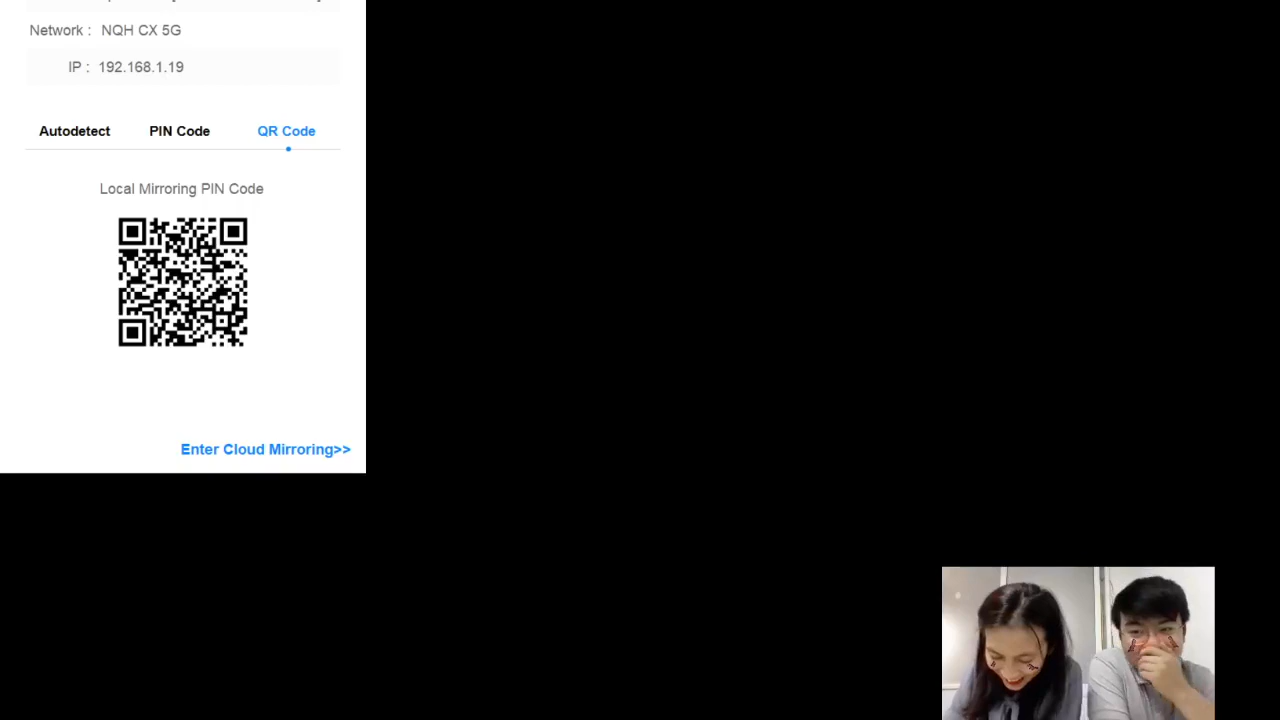 Network : NQH CX 5G
IP : 192.168.1.19
Autodetect PIN Code QR Code
Local Mirroring PIN Code
Enter Cloud Mirroring>>